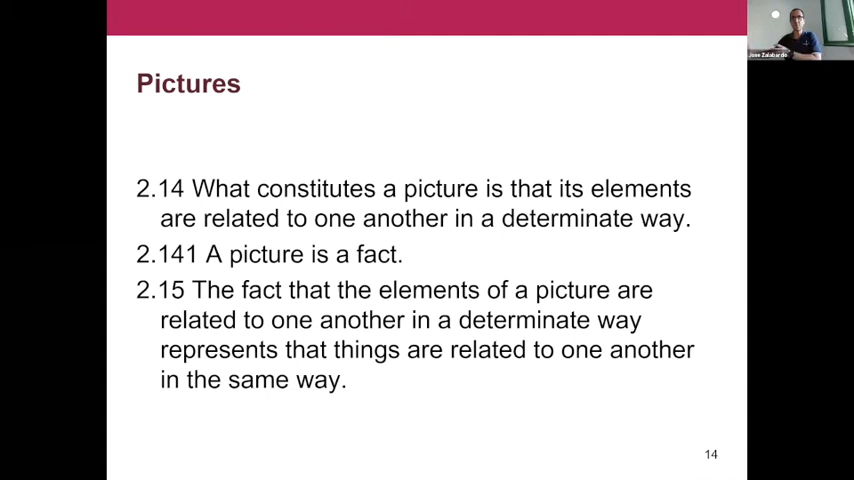 Jose Zalabardo
Pictures
2.14 What constitutes a picture is that its elements
are related to one another in a determinate way.
2.141 A picture is a fact.
2.15 The fact that the elements of a picture are
related to one another in a determinate way
represents that things are related to one another
in the same way.
14